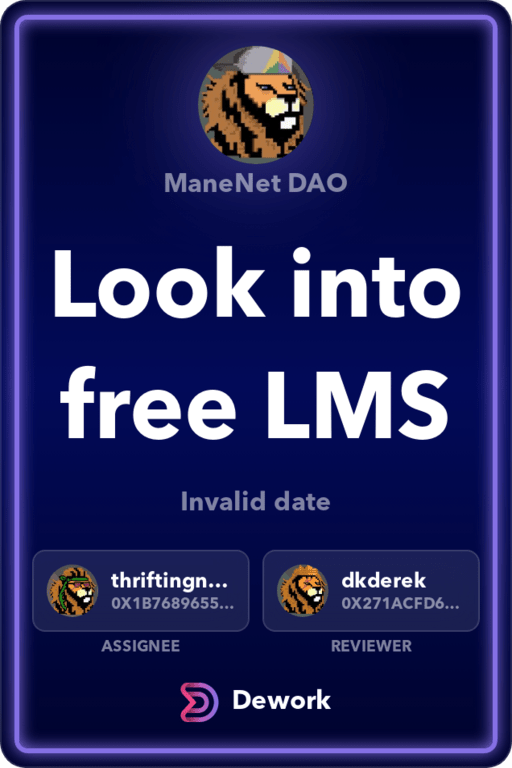 ManeNet DAO
Look into
free LMS
Invalid date
thriftingn...
0X1B7689655...
ASSIGNEE
dkderek
0X271ACFD6...
REVIEWER
Dework